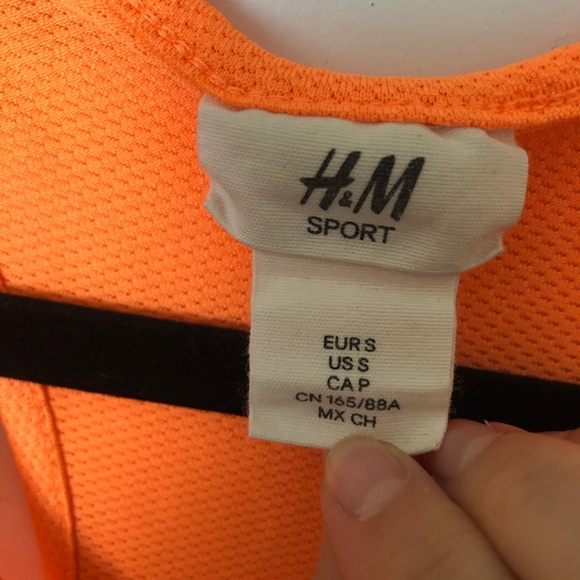 H&M
SPORT
EUR S
US S
CA P
CN 165/88A
MX CH